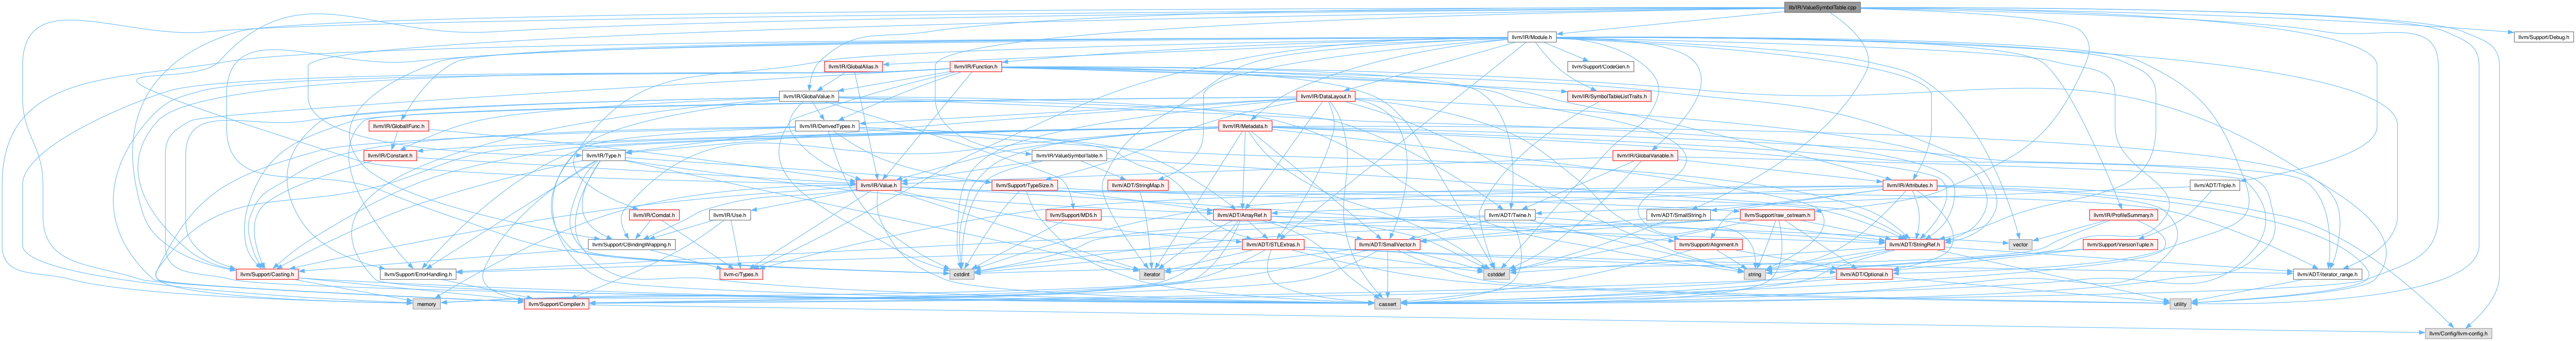 lib/IR/ValueSymbolTable.cpp
llvm/IR/Module.h
llvm/Support/Debug.h
llvm/IR/GlobalAlias.h
llvm/IR/Function.h
llvm/Support/CodeGen.h
llvm/IR/GlobalValue.h
llvm/IR/DataLayout.h
llvm/IR/SymbolTableListTraits.h
llvm/IR/GlobalIFunc.h
llvm/IR/DerivedTypes.h
llvm/IR/Metadata.h
llvm/IR/Constant.h
llvm/IR/Type.h
llvm/IR/ValueSymbolTable.h
llvm/IR/GlobalVariable.h
llvm/IR/Value.h
llvm/Support/TypeSize.h
llvm/ADT/StringMap.h
llvm/IR/Attributes.h
llvm/ADT/Triple.h
llvm/IR/Comdat.h
llvm/IR/Use.h
llvm/Support/MD5.h
llvm/ADT/ArrayRef.h
llvm/ADT/Twine.h
llvm/ADT/SmallString.h
llvm/Support/raw_ostream.h
llvm/IR/ProfileSummary.h
llvm/Support/CBindingWrapping.h
llvm/ADT/STLExtras.h
llvm/ADT/SmallVector.h
llvm/Support/Alignment.h
llvm/ADT/StringRef.h
vector
llvm/Support/VersionTuple.h
llvm/Support/Casting.h
llvm/Support/ErrorHandling.h
llvm-c/Types.h
cstdint
iterator
cstddef
string
llvm/ADT/Optional.h
llvm/ADT/iterator_range.h
memory
llvm/Support/Compiler.h
cassert
utility
llvm/Config/llvm-config.h